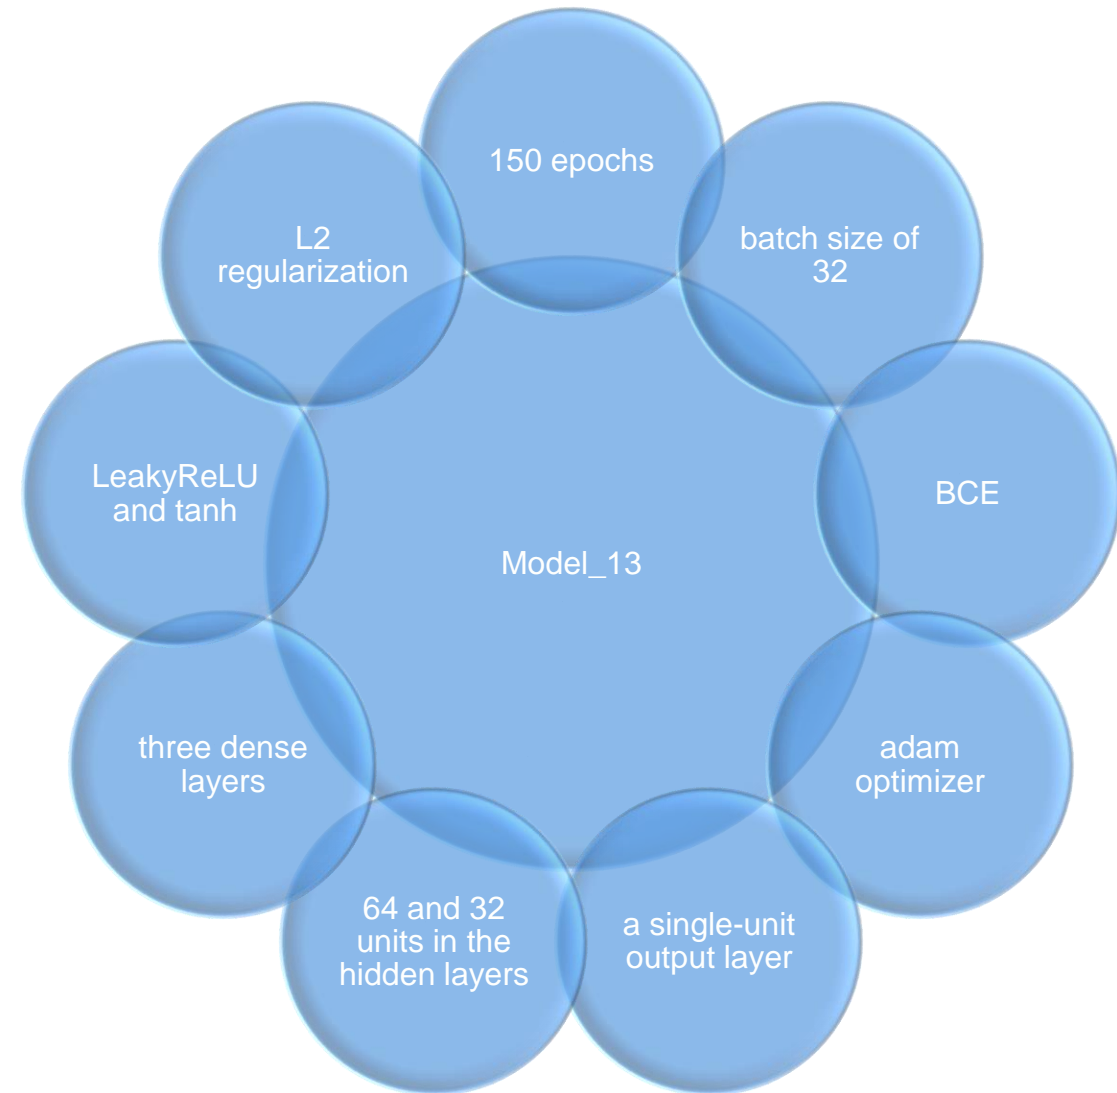 150 epochs
batch size of
32
BCE
adam
optimizer
a single-unit
output layer
64 and 32
units in the
hidden layers
three dense
layers
LeakyReLU
and tanh
L2
regularization
Model_13